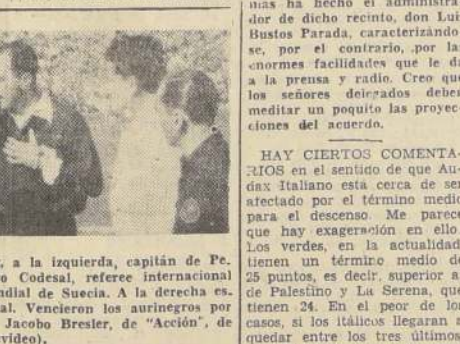 , a la izquierda, capitán de Pe.
o Codesal, referee internacional
ndial de Suecia. A la derecha es.
al. Vencieron los aurinegros por
Jacobo Bresler, de "Acción", de
video).
mas ha hecho el administra
dor de dicho recinto, don Luis
Bustos Parada, caracterizándo
se, por el contrario, por las
enormes facilidades que le da
a la prensa y radio. Creo que
los señores delegados deben
meditar un poquito las proyec-
ciones del acuerdo.
HAY CIERTOS COMENTA-
RIOS en el sentido de que Au-
dax Italiano está cerca de ser
afectado por el término medio
para el descenso. Me parece
que hay exageración en ello.
Los verdes, en la actualidad
tienen un término medio de
25 puntos, es decir, superior al
de Palestino y La Serena, que
tienen 24. En el peor de los
casos, si los itálicos llegaran a
quedar entre los tres últimos